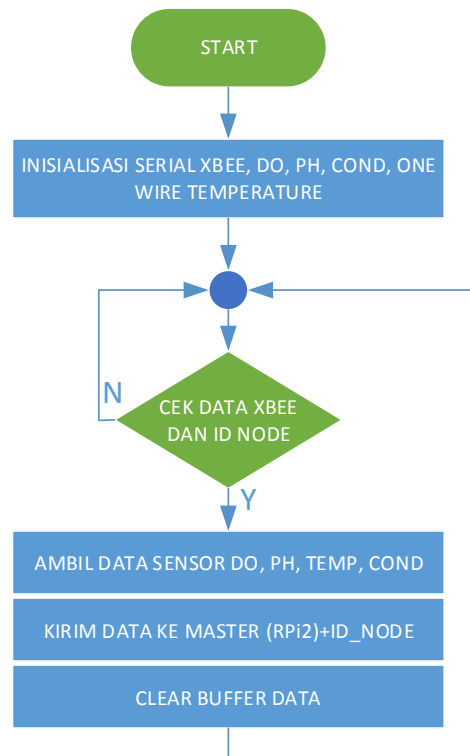 START
INISIALISASI SERIAL XBEE, DO, PH, COND, ONE
WIRE TEMPERATURE
N
CEK DATA XBEE
DAN ID NODE
Y
AMBIL DATA SENSOR DO, PH, TEMP, COND
KIRIM DATA KE MASTER (RPi2)+ID_NODE
CLEAR BUFFER DATA